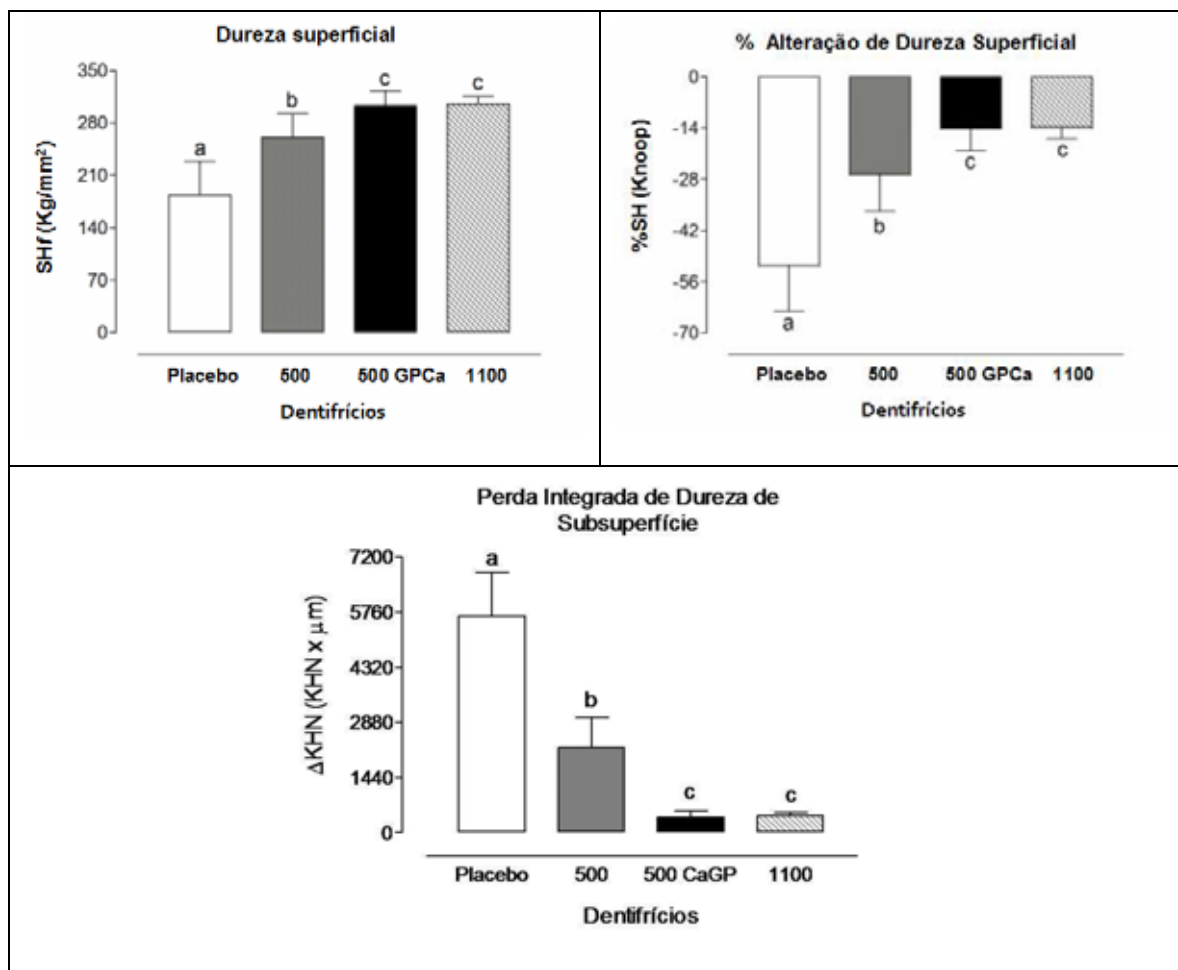 Dureza superficial
SHf (Kg/mm²)
350
280
210
140
70
0
a
b
c
c
Placebo 500 500 GPCa 1100
Dentifrícios
% Alteração de Dureza Superficial
%SH (Knoop)
0
-14
-28
-42
-56
-70
a
b
c
c
Placebo 500 500 GPCa 1100
Dentifrícios
Perda Integrada de Dureza de
Subsuperfície
ΔKHN (KHN x μm)
7200
5760
4320
2880
1440
0
a
b
c
c
Placebo 500 500 CaGP 1100
Dentifrícios